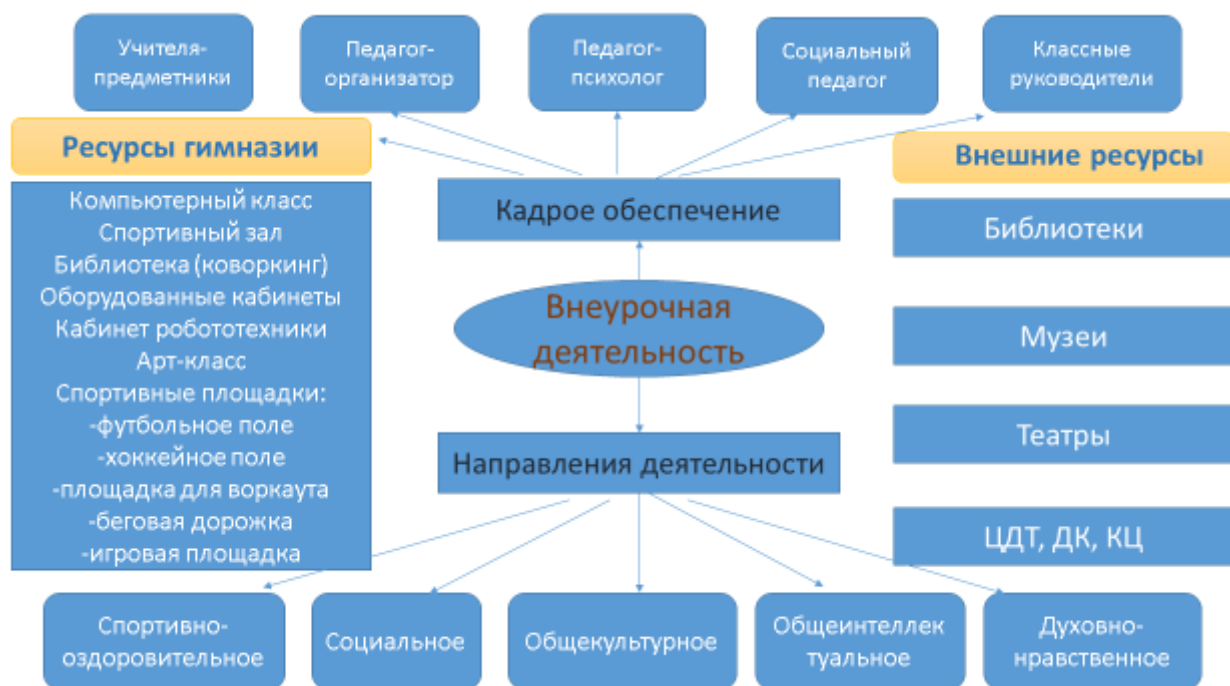 Учителя-
предметники
Педагог-
организатор
Педагог-
психолог
Социальный
педагог
Классные
руководители
Ресурсы гимназии
Компьютерный класс
Спортивный зал
Библиотека (коворкинг)
Оборудованные кабинеты
Кабинет робототехники
Арт-класс
Спортивные площадки:
-футбольное поле
-хоккейное поле
-площадка для воркаута
-беговая дорожка
-игровая площадка
Кадрое обеспечение
Внеурочная
деятельность
Направления деятельности
Внешние ресурсы
Библиотеки
Музеи
Театры
ЦДТ, ДК, КЦ
Спортивно-
оздоровительное
Социальное
Общекультурное
Общеинтеллек
туальное
Духовно-
нравственное